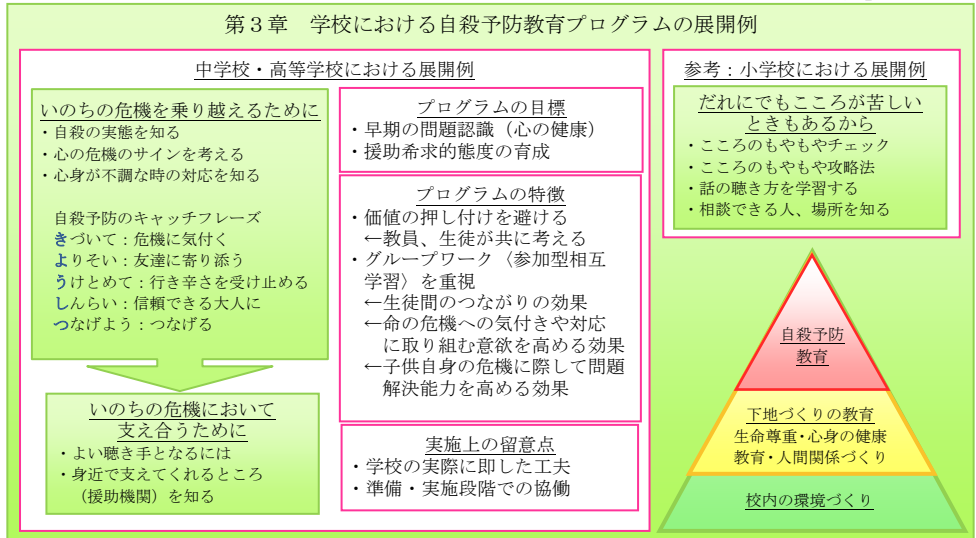 第3章　学校における自殺予防教育プログラムの展開例
中学校・高等学校における展開例
いのちの危機を乗り越えるために
・自殺の実態を知る
・心の危機のサインを考える
・心身が不調な時の対応を知る
自殺予防のキャッチフレーズ
きづいて：危機に気付く
よりそい：友達に寄り添う
うけとめて：行き辛さを受け止める
しんらい：信頼できる大人に
つなげよう：つなげる
いのちの危機において
支え合うために
・よい聴き手となるには
・身近で支えてくれるところ
（援助機関）を知る
プログラムの目標
・早期の問題認識（心の健康）
・援助希求的態度の育成
プログラムの特徴
・価値の押し付けを避ける
←教員、生徒が共に考える
・グループワーク〈参加型相互
学習〉を重視
←生徒間のつながりの効果
←命の危機への気付きや対応
に取り組む意欲を高める効果
←子供自身の危機に際して問題
解決能力を高める効果
実施上の留意点
・学校の実際に即した工夫
・準備・実施段階での協働
参考：小学校における展開例
だれにでもこころが苦しい
ときもあるから
・こころのもやもやチェック
・こころのもやもや攻略法
・話の聴き方を学習する
・相談できる人、場所を知る
自殺予防
教育
下地づくりの教育
生命尊重・心身の健康
教育・人間関係づくり
校内の環境づくり